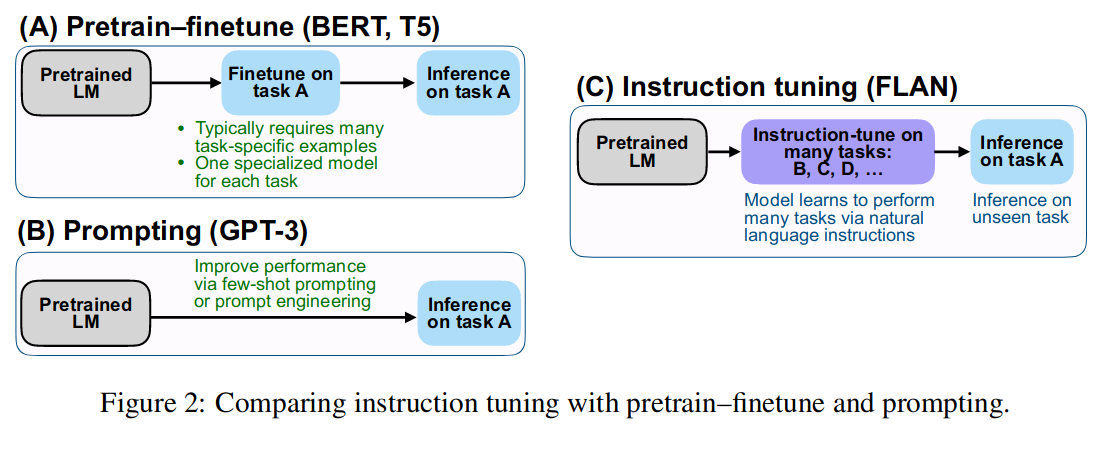 (A) Pretrain–finetune (BERT, T5)
Pretrained
LM
Finetune on
task A
Inference
on task A
• Typically requires many
task-specific examples
• One specialized model
for each task
(B) Prompting (GPT-3)
Pretrained
LM
Improve performance
via few-shot prompting
or prompt engineering
Inference
on task A
(C) Instruction tuning (FLAN)
Pretrained
LM
Instruction-tune on
many tasks:
B, C, D, …
Inference
on task A
Model learns to perform
many tasks via natural
language instructions
Inference on
unseen task
Figure 2: Comparing instruction tuning with pretrain–finetune and prompting.